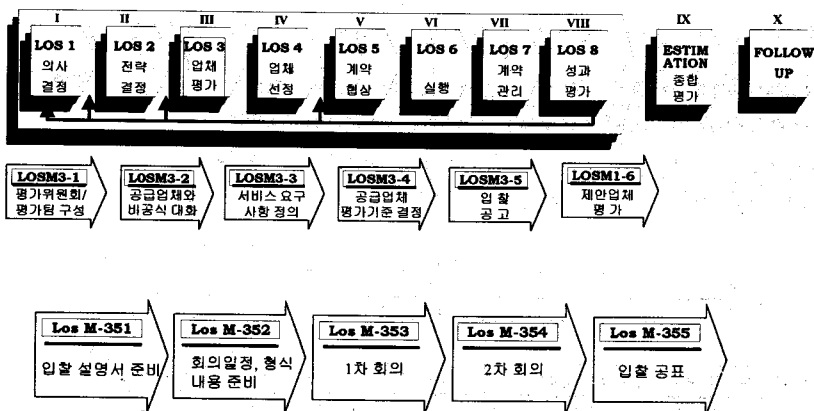 I II III IV V VI VII VIII IX X
LOS 1
의사
결정
LOS 2
전략
결정
LOS 3
업체
평가
LOS 4
업체
선정
LOS 5
계약
협상
LOS 6
실행
LOS 7
계약
관리
LOS 8
성과
평가
ESTIM
ATION
종합
평가
FOLLOW
UP
LOSM3-1
평가위원회/
평가팀 구성
LOSM3-2
공급업체와
비공식 대화
LOSM3-3
서비스 요구
사항 정의
LOSM3-4
공급업체
평가기준 결정
LOSM3-5
입 찰
공 고
LOSM1-6
제안업체
평 가
Los M-351
입찰 설명서 준비
Los M-352
회의일정, 형식
내용 준비
Los M-353
1차 회의
Los M-354
2차 회의
Los M-355
입찰 공표